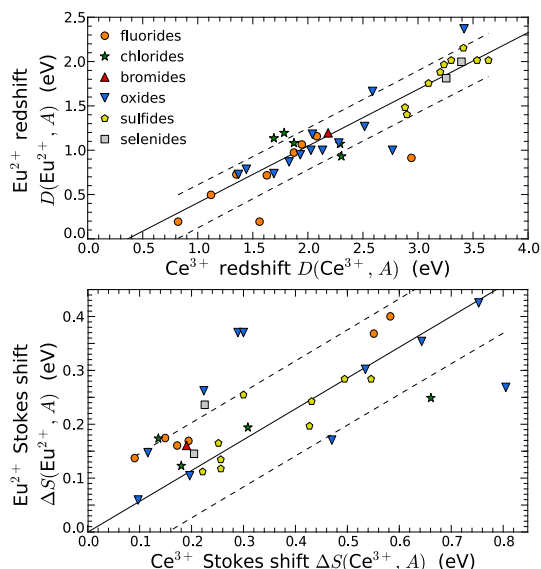 2.5
2.0
1.5
1.0
0.5
0.0
Eu²⁺ redshift
D(Eu²⁺, A) (eV)
fluorides
chlorides
bromides
oxides
sulfides
selenides
0.0 0.5 1.0 1.5 2.0 2.5 3.0 3.5 4.0
Ce³⁺ redshift D(Ce³⁺, A) (eV)
0.4
0.3
0.2
0.1
0.0
Eu²⁺ Stokes shift
ΔS(Eu²⁺, A) (eV)
0.0 0.1 0.2 0.3 0.4 0.5 0.6 0.7 0.8
Ce³⁺ Stokes shift ΔS(Ce³⁺, A) (eV)